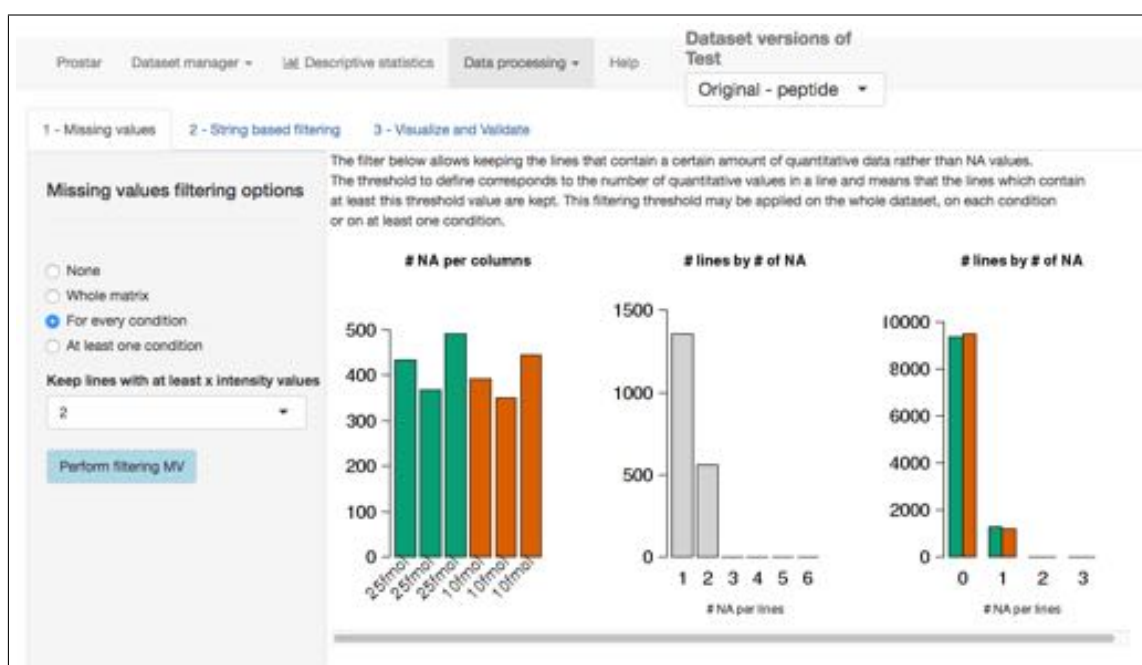 Dataset versions of
Test
Prostar Dataset manager Descriptive statistics Data processing Help
Original - peptide
1 - Missing values 2 - String based filtering 3 - Visualize and Validate
Missing values filtering options
None
Whole matrix
For every condition
At least one condition
Keep lines with at least x intensity values
2
Perform filtering MV
The filter below allows keeping the lines that contain a certain amount of quantitative data rather than NA values.
The threshold to define corresponds to the number of quantitative values in a line and means that the lines which contain
at least this threshold value are kept. This filtering threshold may be applied on the whole dataset, on each condition
or on at least one condition.
# NA per columns
500
400
300
200
100
0
25fmol 25fmol 25fmol 10fmol 10fmol 10fmol
# lines by # of NA
1500
1000
500
0
1 2 3 4 5 6
# NA per lines
# lines by # of NA
10000
8000
6000
4000
2000
0
0 1 2 3
# NA per lines